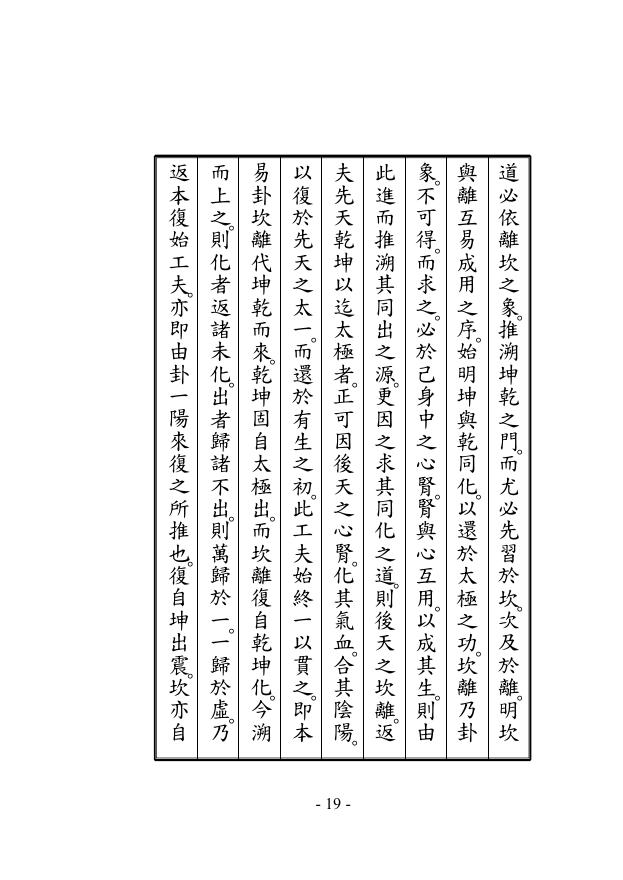 道必依離坎之象。推溯坤乾之門。而尤必先習於坎。次及於離。明坎
與離互易成用之序。始明坤與乾同化。以還於太極之功。坎離乃卦
象。不可得。而求之。必於己身中之心腎。腎與心互用。以成其生。則由
此進而推溯其同出之源。更因之求其同化之道。則後天之坎離。返
夫先天乾坤以迄太極者。正可因後天之心腎。化其氣血。合其陰陽。
以復於先天之太一。而還於有生之初。此工夫始終一以貫之。即本
易卦坎離代坤乾而來。乾坤固自太極出。而坎離復自乾坤化。今溯
而上之。則化者返諸未化。出者歸諸不出。則萬歸於一。一歸於虛。乃
返本復始工夫。亦即由卦一陽來復之所推也。復自坤出震。坎亦自
- 19 -